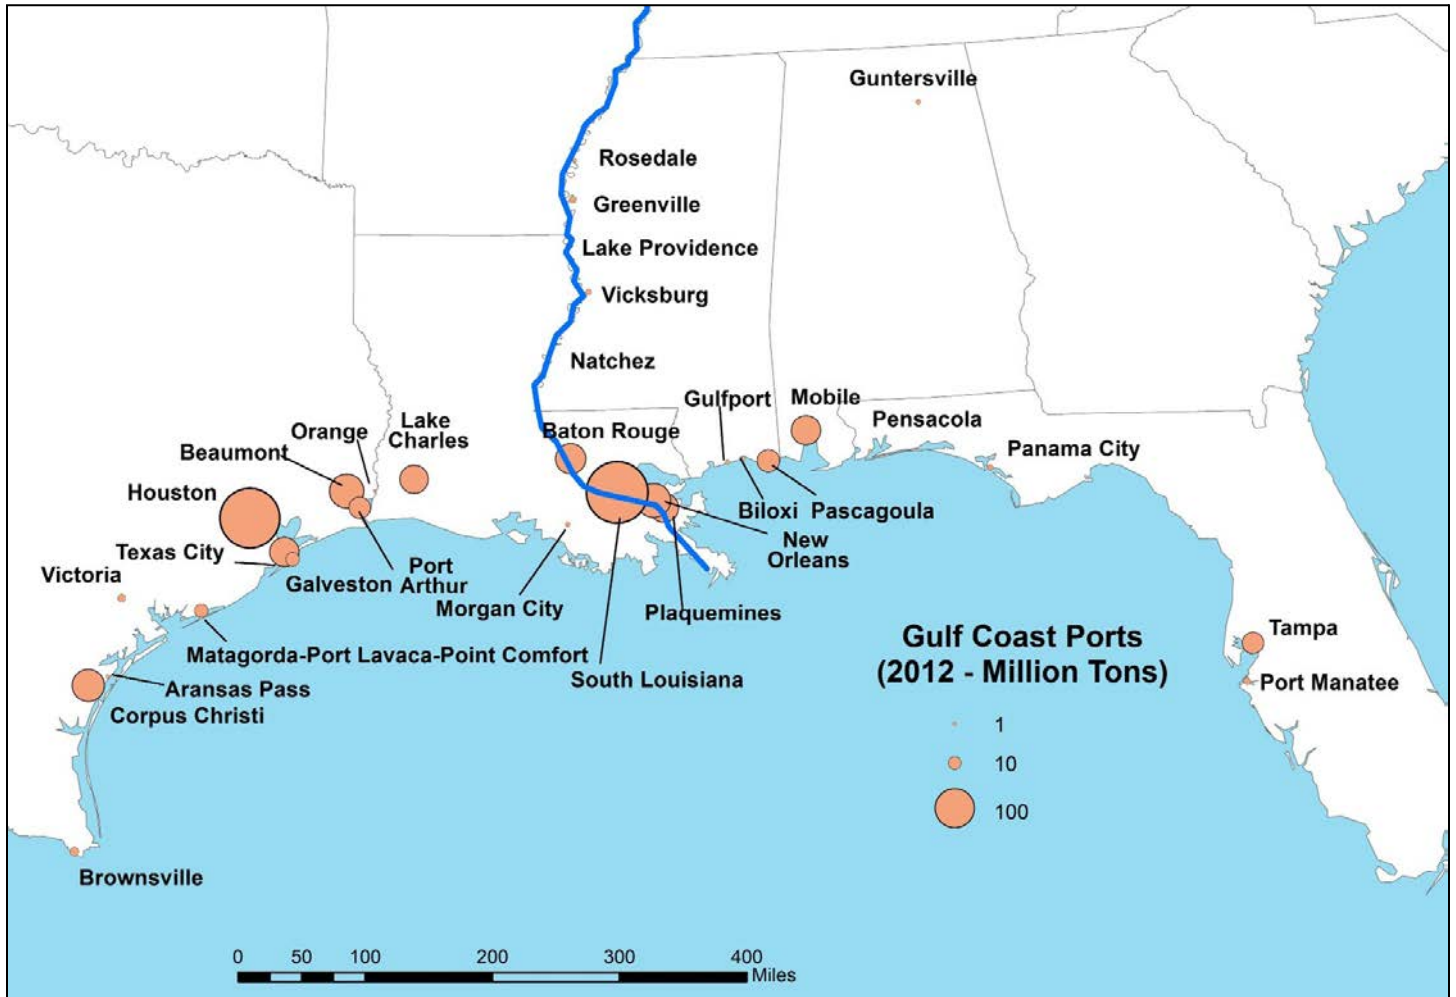 Guntersville
Rosedale
Greenville
Lake Providence
Vicksburg
Natchez
Gulfport
Mobile
Pensacola
Panama City
Lake
Charles
Orange
Baton Rouge
Beaumont
Houston
Biloxi Pascagoula
New
Orleans
Texas City
Victoria
Galveston
Port
Arthur
Morgan City
Plaquemines
Matagorda-Port Lavaca-Point Comfort
South Louisiana
Aransas Pass
Corpus Christi
Tampa
Port Manatee
Brownsville
Gulf Coast Ports
(2012 - Million Tons)
1
10
100
0 50 100 200 300 400
Miles